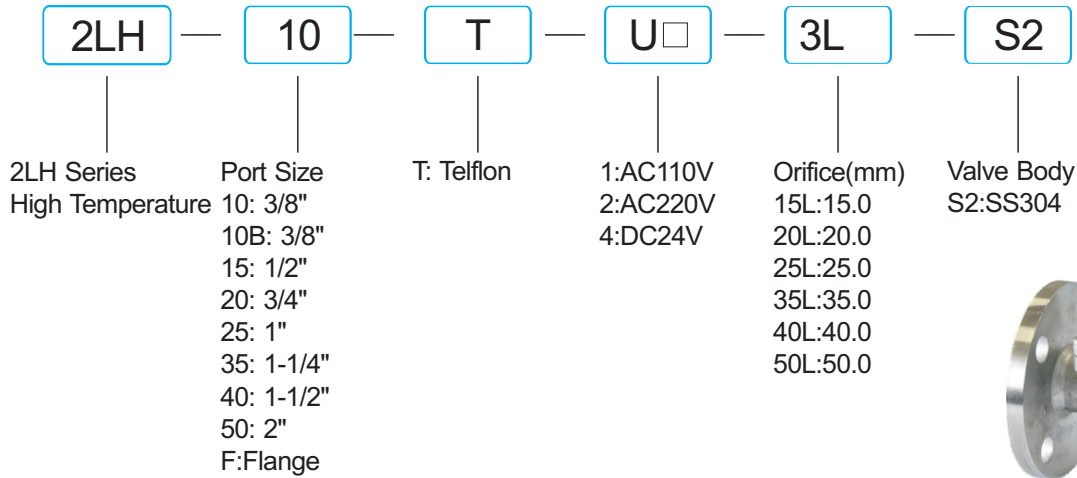 2LH — 10 — T — U□ — 3L — S2
2LH Series
High Temperature
Port Size
10: 3/8"
10B: 3/8"
15: 1/2"
20: 3/4"
25: 1"
35: 1-1/4"
40: 1-1/2"
50: 2"
F:Flange
T: Telflon
1:AC110V
2:AC220V
4:DC24V
Orifice(mm)
15L:15.0
20L:20.0
25L:25.0
35L:35.0
40L:40.0
50L:50.0
Valve Body
S2:SS304